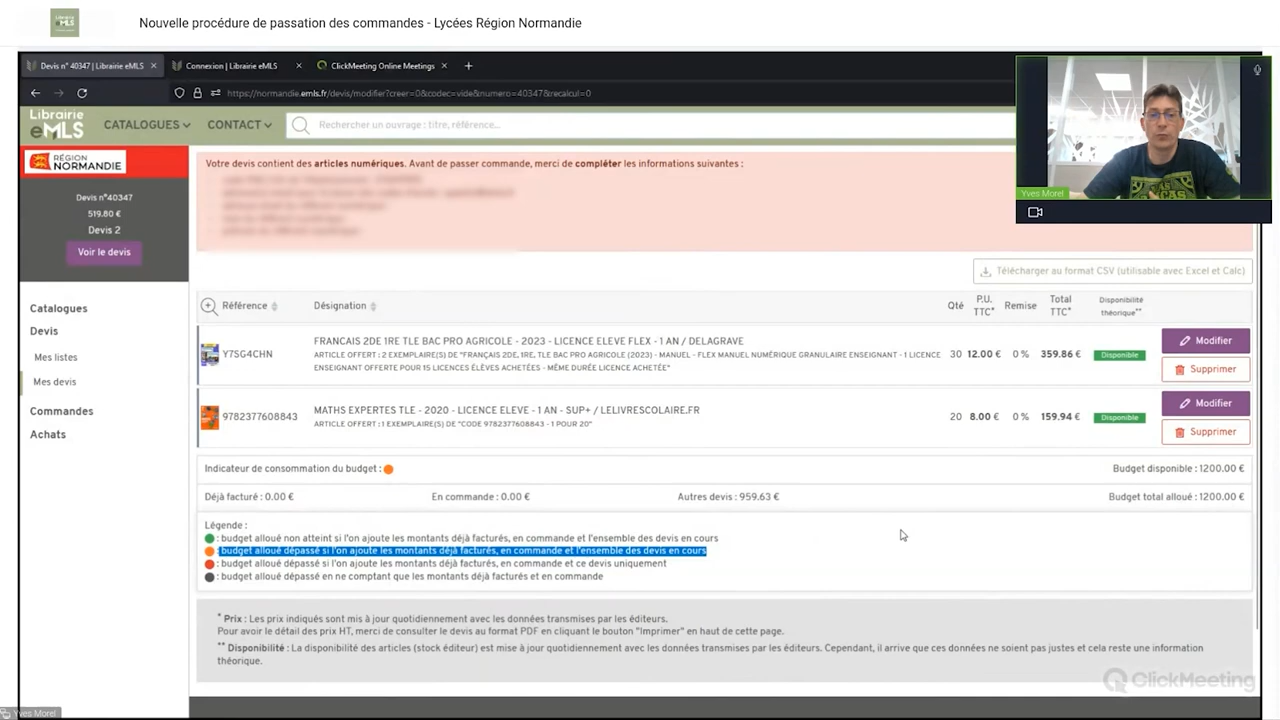 Librairie
eMLS
Nouvelle procédure de passation des commandes - Lycées Région Normandie
Devis n° 40347 | Librairie eMLS
Connexion | Librairie eMLS
ClickMeeting Online Meetings
https://normandie.emls.fr/devis/modifier?creer=0&codec=vide&numero=40347&recalcul=0
Librairie
eMLS
CATALOGUES
CONTACT
Rechercher un ouvrage : titre, référence...
Yves Morel
RÉGION
NORMANDIE
Devis n°40347
519.80 €
Devis 2
Voir le devis
Catalogues
Devis
Mes listes
Mes devis
Commandes
Achats
Votre devis contient des articles numériques. Avant de passer commande, merci de compléter les informations suivantes :
Télécharger au format CSV (utilisable avec Excel et Calc)
Référence
Désignation
Qté
P.U.
TTC*
Remise
Total
TTC*
Disponibilité
théorique**
Y7SG4CHN
FRANCAIS 2DE 1RE TLE BAC PRO AGRICOLE - 2023 - LICENCE ELEVE FLEX - 1 AN / DELAGRAVE
ARTICLE OFFERT : 2 EXEMPLAIRE(S) DE "FRANÇAIS 2DE, 1RE, TLE BAC PRO AGRICOLE (2023) - MANUEL - FLEX MANUEL NUMÉRIQUE GRANULAIRE ENSEIGNANT - 1 LICENCE
ENSEIGNANT OFFERTE POUR 15 LICENCES ÉLÈVES ACHETÉES - MÊME DURÉE LICENCE ACHETÉE"
30 12.00 € 0 % 359.86 €
Disponible
Modifier
Supprimer
9782377608843
MATHS EXPERTES TLE - 2020 - LICENCE ELEVE - 1 AN - SUP+ / LELIVRESCOLAIRE.FR
ARTICLE OFFERT : 1 EXEMPLAIRE(S) DE "CODE 9782377608843 - 1 POUR 20"
20 8.00 € 0 % 159.94 €
Disponible
Modifier
Supprimer
Indicateur de consommation du budget :
Budget disponible : 1200.00 €
Déjà facturé : 0.00 €
En commande : 0.00 €
Autres devis : 959.63 €
Budget total alloué : 1200.00 €
Légende :
: budget alloué non atteint si l'on ajoute les montants déjà facturés, en commande et l'ensemble des devis en cours
: budget alloué dépassé si l'on ajoute les montants déjà facturés, en commande et l'ensemble des devis en cours
: budget alloué dépassé si l'on ajoute les montants déjà facturés, en commande et ce devis uniquement
: budget alloué dépassé en ne comptant que les montants déjà facturés et en commande
* Prix : Les prix indiqués sont mis à jour quotidiennement avec les données transmises par les éditeurs.
Pour avoir le détail des prix HT, merci de consulter le devis au format PDF en cliquant le bouton "Imprimer" en haut de cette page.
** Disponibilité : La disponibilité des articles (stock éditeur) est mise à jour quotidiennement avec les données transmises par les éditeurs. Cependant, il arrive que ces données ne soient pas justes et cela reste une information
théorique.
ClickMeeting
Yves Morel